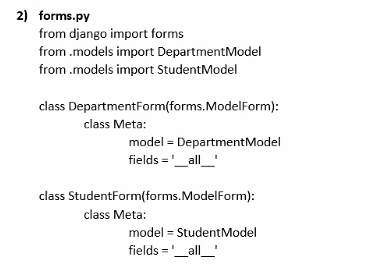 2) forms.py
from django import forms
from .models import DepartmentModel
from .models import StudentModel
class DepartmentForm(forms.ModelForm):
class Meta:
model = DepartmentModel
fields = '__all__'
class StudentForm(forms.ModelForm):
class Meta:
model = StudentModel
fields = '__all__'